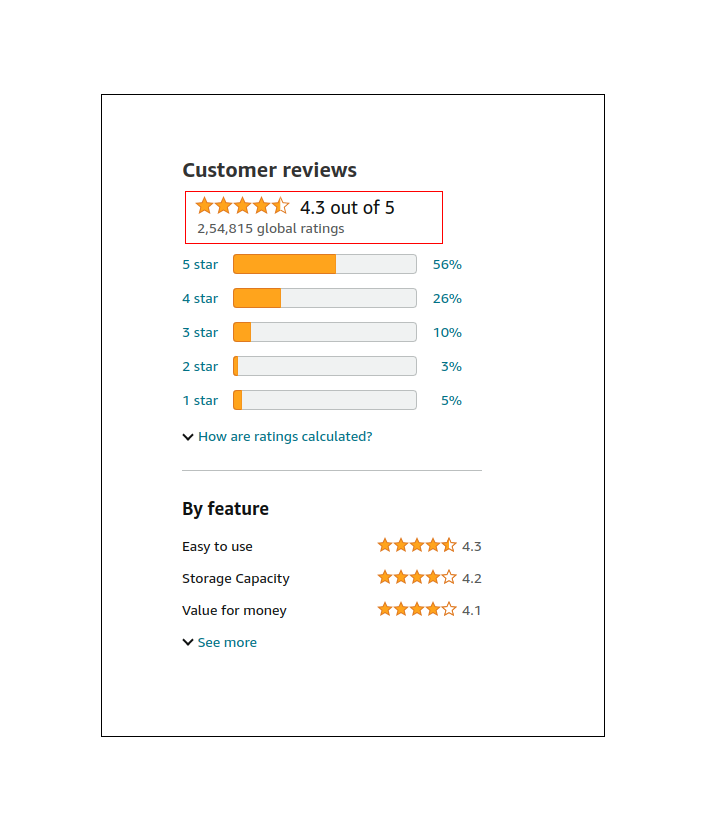 Customer reviews
4.3 out of 5
2,54,815 global ratings
5 star 56%
4 star 26%
3 star 10%
2 star 3%
1 star 5%
How are ratings calculated?
By feature
Easy to use 4.3
Storage Capacity 4.2
Value for money 4.1
See more